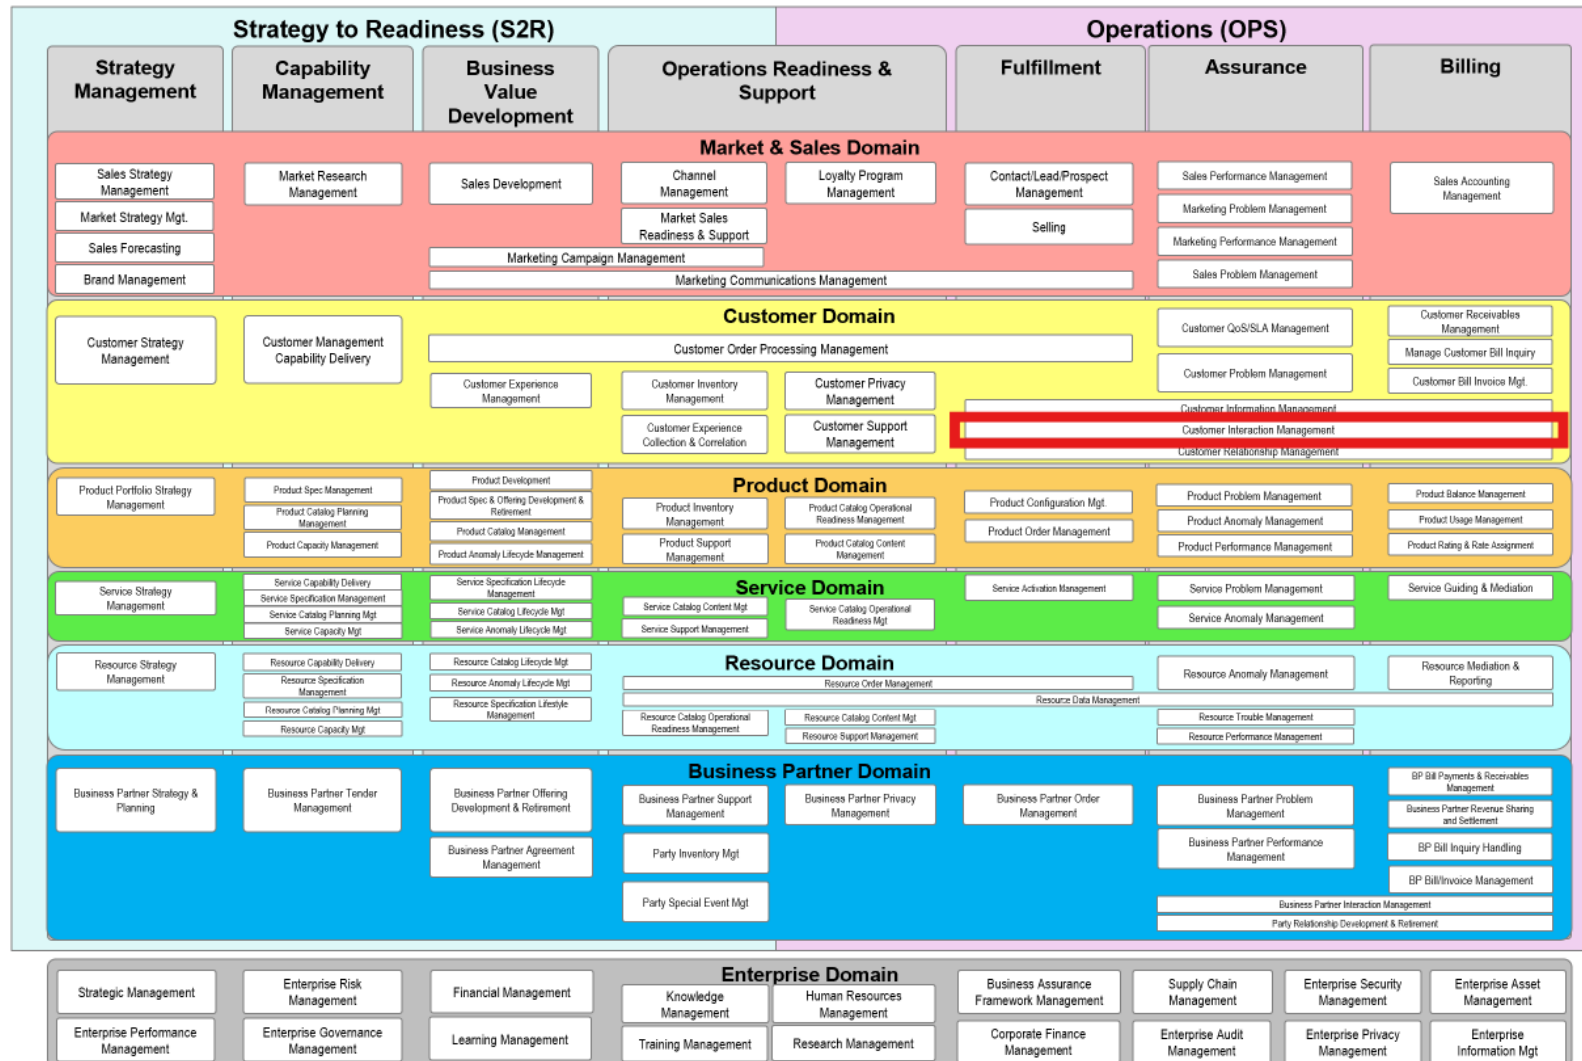 Strategy to Readiness (S2R)
Operations (OPS)
Strategy
Management
Capability
Management
Business
Value
Development
Operations Readiness &
Support
Fulfillment
Assurance
Billing
Market & Sales Domain
Sales Strategy
Management
Market Strategy Mgt.
Sales Forecasting
Brand Management
Market Research
Management
Sales Development
Channel
Management
Loyalty Program
Management
Market Sales
Readiness & Support
Marketing Campaign Management
Marketing Communications Management
Contact/Lead/Prospect
Management
Selling
Sales Performance Management
Marketing Problem Management
Marketing Performance Management
Sales Problem Management
Sales Accounting
Management
Customer Domain
Customer Strategy
Management
Customer Management
Capability Delivery
Customer Order Processing Management
Customer Experience
Management
Customer Inventory
Management
Customer Privacy
Management
Customer Experience
Collection & Correlation
Customer Support
Management
Customer QoS/SLA Management
Customer Problem Management
Customer Receivables
Management
Manage Customer Bill Inquiry
Customer Bill Invoice Mgt.
Customer Information Management
Customer Interaction Management
Customer Relationship Management
Product Domain
Product Portfolio Strategy
Management
Product Spec Management
Product Catalog Planning
Management
Product Capacity Management
Product Development
Product Spec & Offering Development &
Retirement
Product Catalog Management
Product Anomaly Lifecycle Management
Product Inventory
Management
Product Catalog Operational
Readiness Management
Product Support
Management
Product Catalog Content
Management
Product Configuration Mgt.
Product Order Management
Product Problem Management
Product Anomaly Management
Product Performance Management
Product Balance Management
Product Usage Management
Product Rating & Rate Assignment
Service Domain
Service Strategy
Management
Service Capability Delivery
Service Specification Management
Service Catalog Planning Mgt
Service Capacity Mgt
Service Specification Lifecycle
Management
Service Catalog Lifecycle Mgt
Service Anomaly Lifecycle Mgt
Service Catalog Content Mgt
Service Support Management
Service Catalog Operational
Readiness Mgt
Service Activation Management
Service Problem Management
Service Anomaly Management
Service Guiding & Mediation
Resource Domain
Resource Strategy
Management
Resource Capability Delivery
Resource Specification
Management
Resource Catalog Planning Mgt
Resource Capacity Mgt
Resource Catalog Lifecycle Mgt
Resource Anomaly Lifecycle Mgt
Resource Specification Lifestyle
Management
Resource Order Management
Resource Data Management
Resource Catalog Operational
Readiness Management
Resource Catalog Content Mgt
Resource Support Management
Resource Anomaly Management
Resource Trouble Management
Resource Performance Management
Resource Mediation &
Reporting
Business Partner Domain
Business Partner Strategy &
Planning
Business Partner Tender
Management
Business Partner Offering
Development & Retirement
Business Partner Agreement
Management
Business Partner Support
Management
Business Partner Privacy
Management
Party Inventory Mgt
Party Special Event Mgt
Business Partner Order
Management
Business Partner Problem
Management
Business Partner Performance
Management
BP Bill Payments & Receivables
Management
Business Partner Revenue Sharing
and Settlement
BP Bill Inquiry Handling
BP Bill/Invoice Management
Business Partner Interaction Management
Party Relationship Development & Retirement
Enterprise Domain
Strategic Management
Enterprise Risk
Management
Financial Management
Knowledge
Management
Human Resources
Management
Business Assurance
Framework Management
Supply Chain
Management
Enterprise Security
Management
Enterprise Asset
Management
Enterprise Performance
Management
Enterprise Governance
Management
Learning Management
Training Management
Research Management
Corporate Finance
Management
Enterprise Audit
Management
Enterprise Privacy
Management
Enterprise
Information Mgt